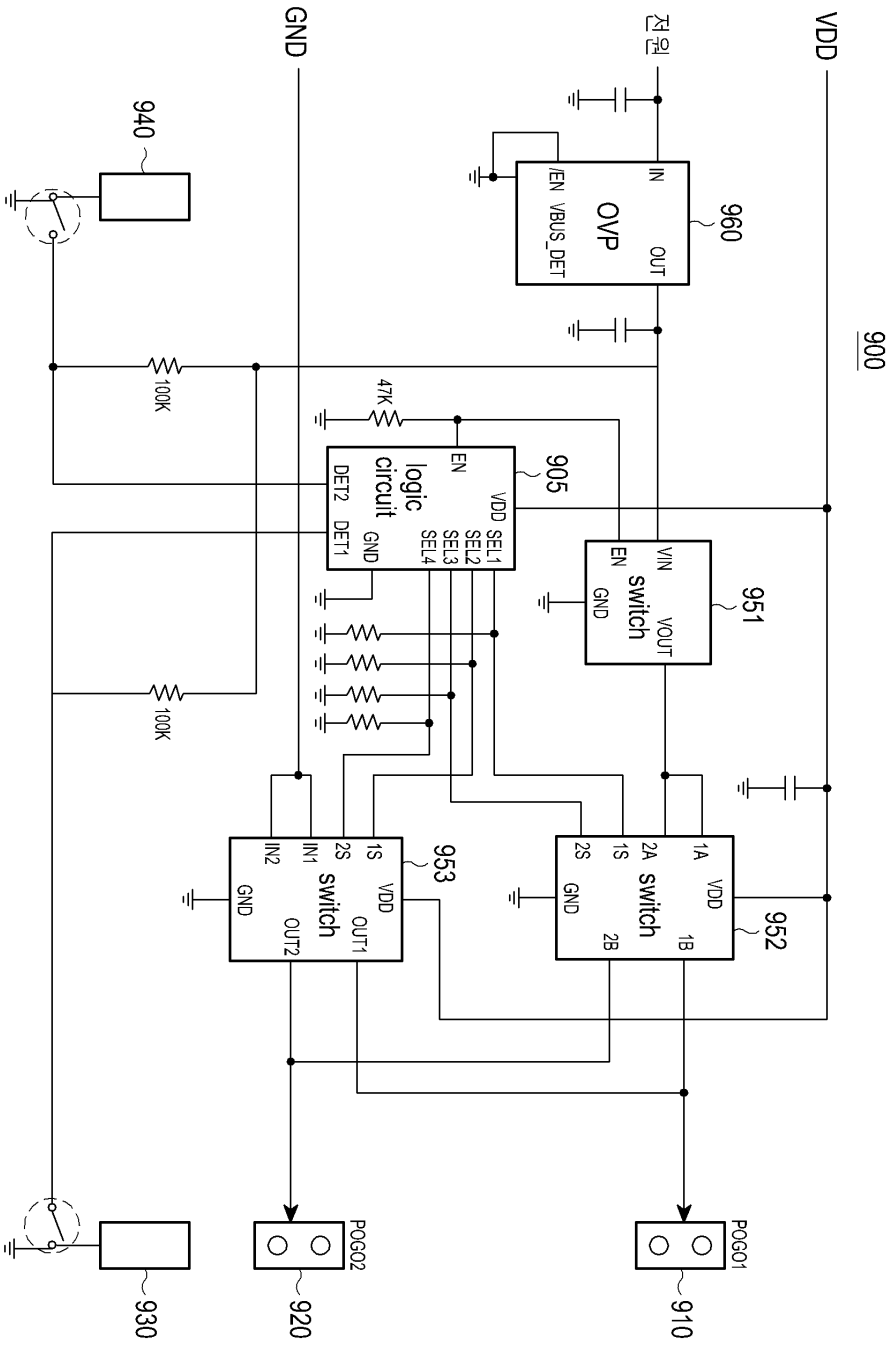 900
VDD
전원
GND
960
IN
OUT
OVP
/EN
VBUS_DET
940
100K
47K
905
EN
VDD
logic
circuit
SEL1
SEL2
SEL3
SEL4
GND
DET2
DET1
951
VIN
EN
switch
VOUT
GND
100K
952
1A
2A
1S
2S
VDD
switch
GND
1B
2B
953
1S
2S
IN1
IN2
VDD
switch
GND
OUT1
OUT2
POGO1
910
POGO2
920
930